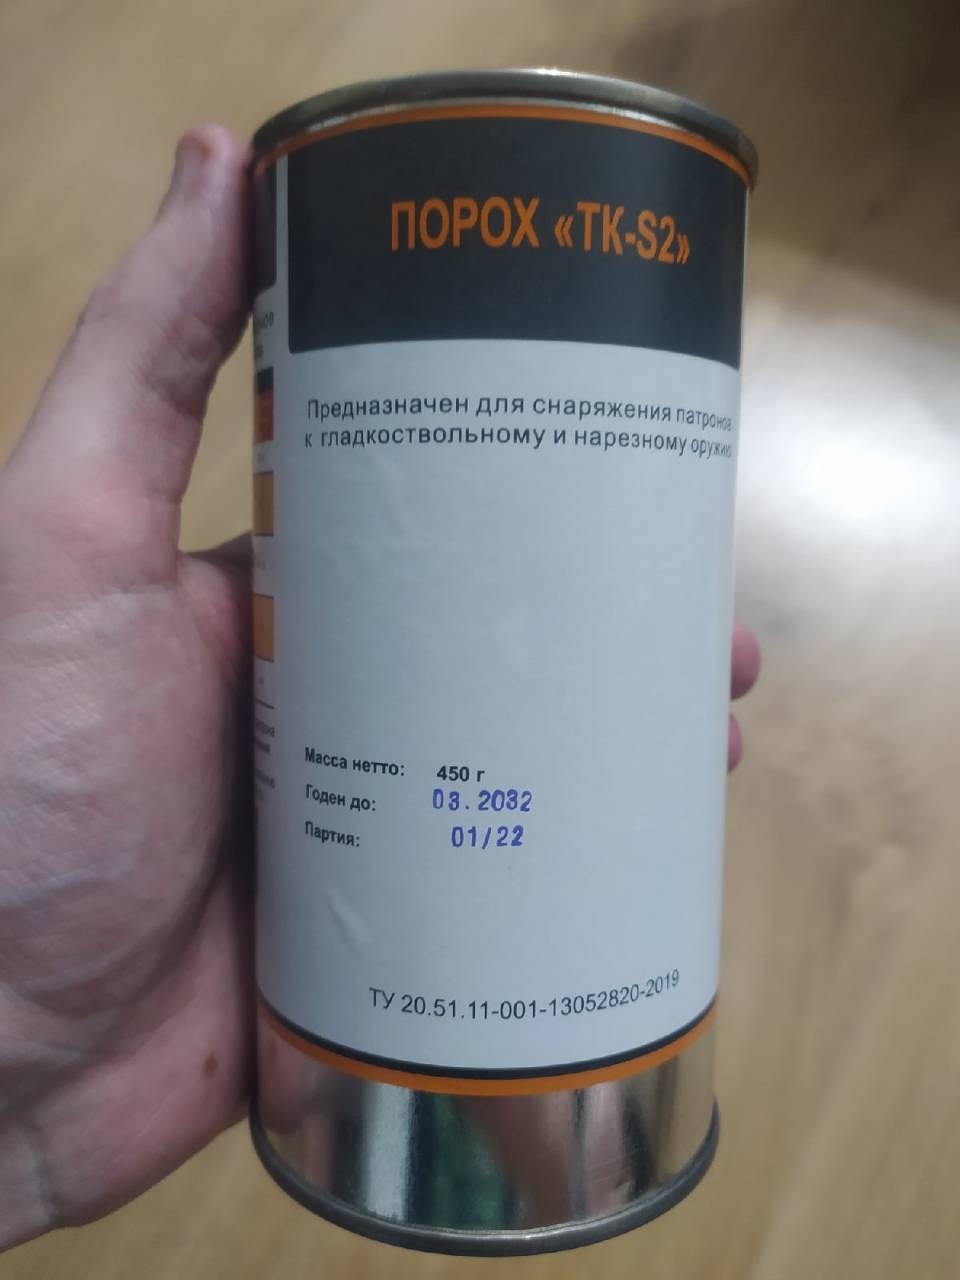 ПОРОХ «ТК-S2»
Предназначен для снаряжения патронов
к гладкоствольному и нарезному оружию
Масса нетто: 450 г
Годен до: 03.2032
Партия: 01/22
ТУ 20.51.11-001-13052820-2019